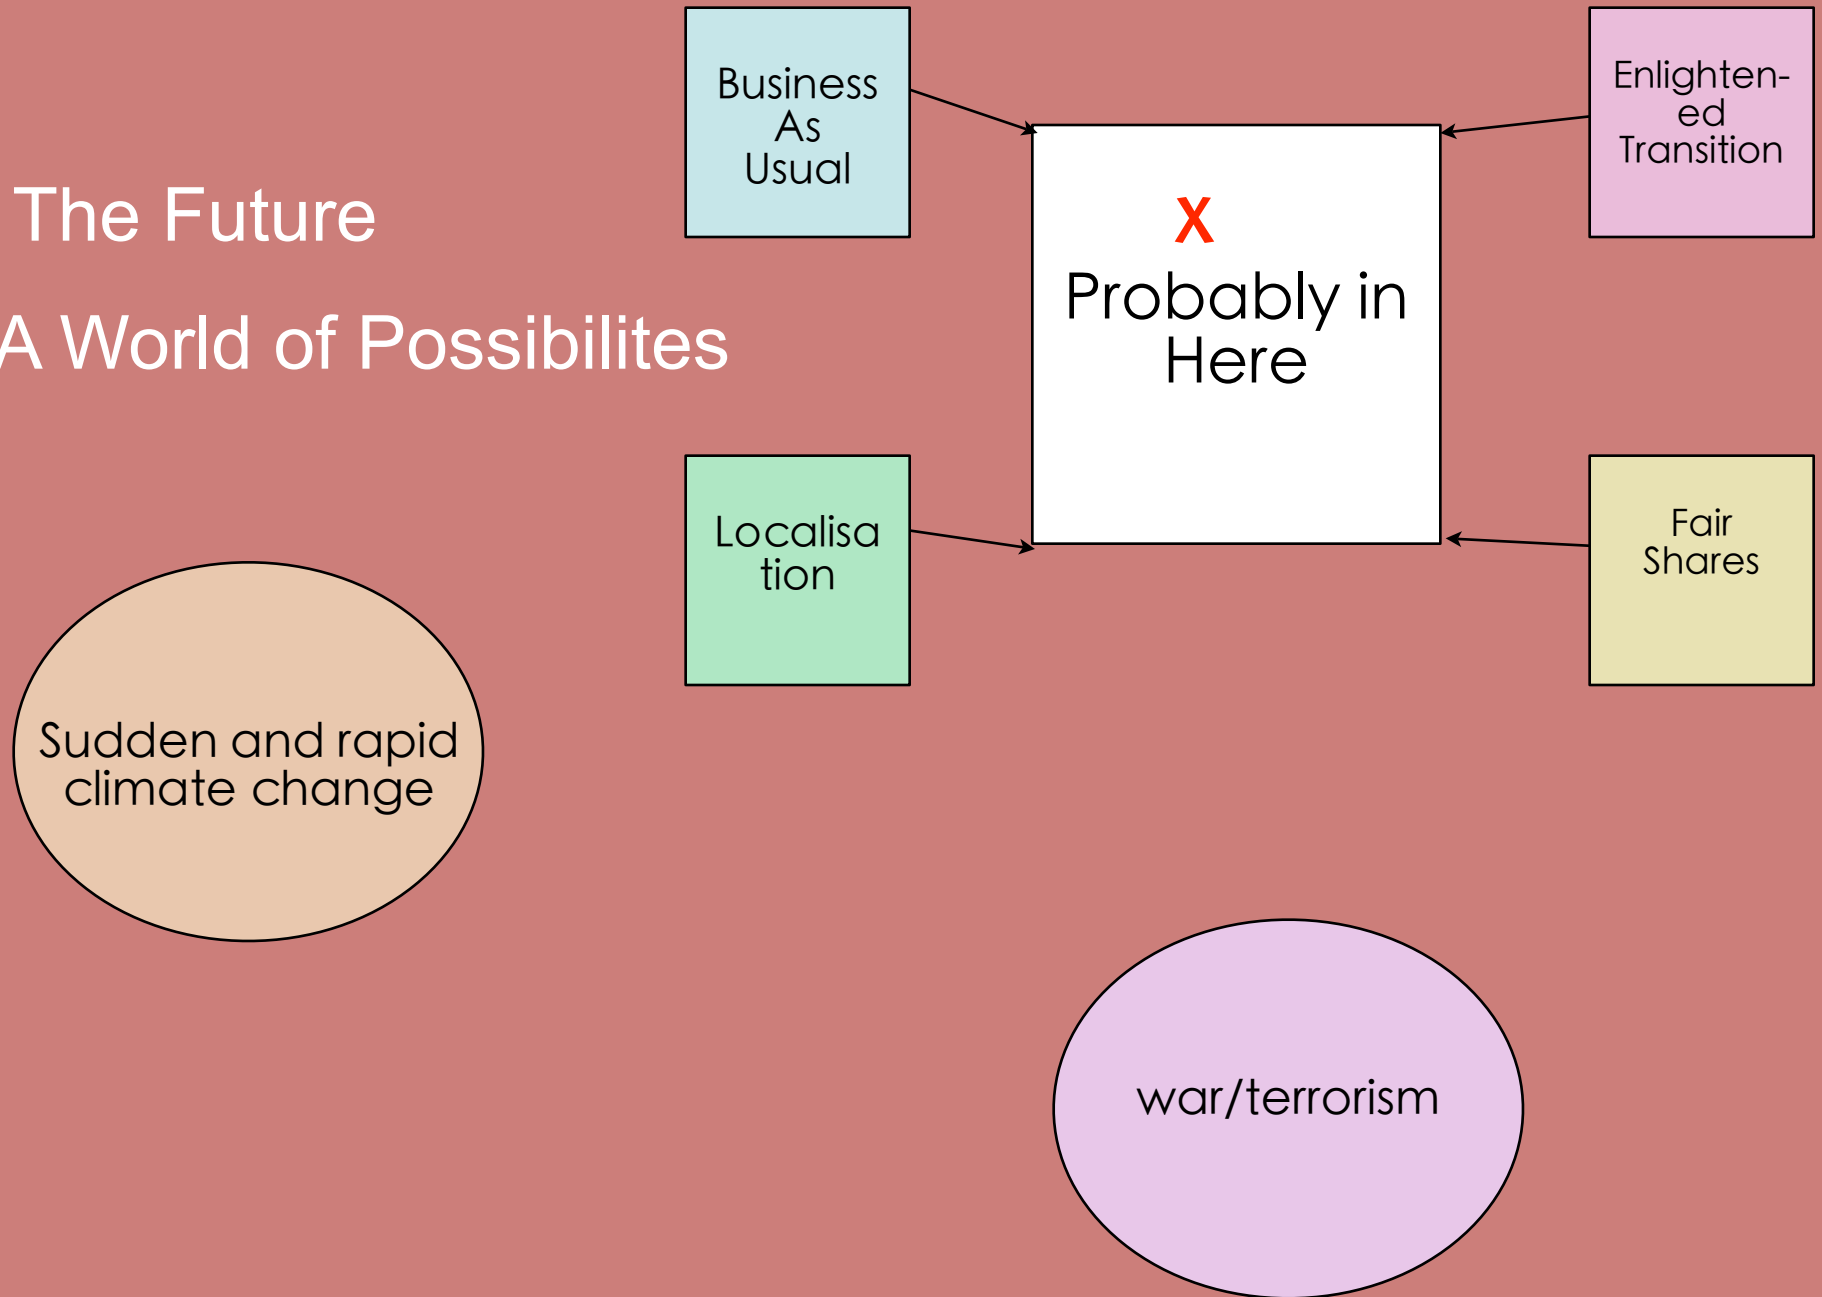 The Future
A World of Possibilites
Business
As
Usual
Enlighten-
ed
Transition
X
Probably in
Here
Localisa
tion
Fair
Shares
Sudden and rapid
climate change
war/terrorism